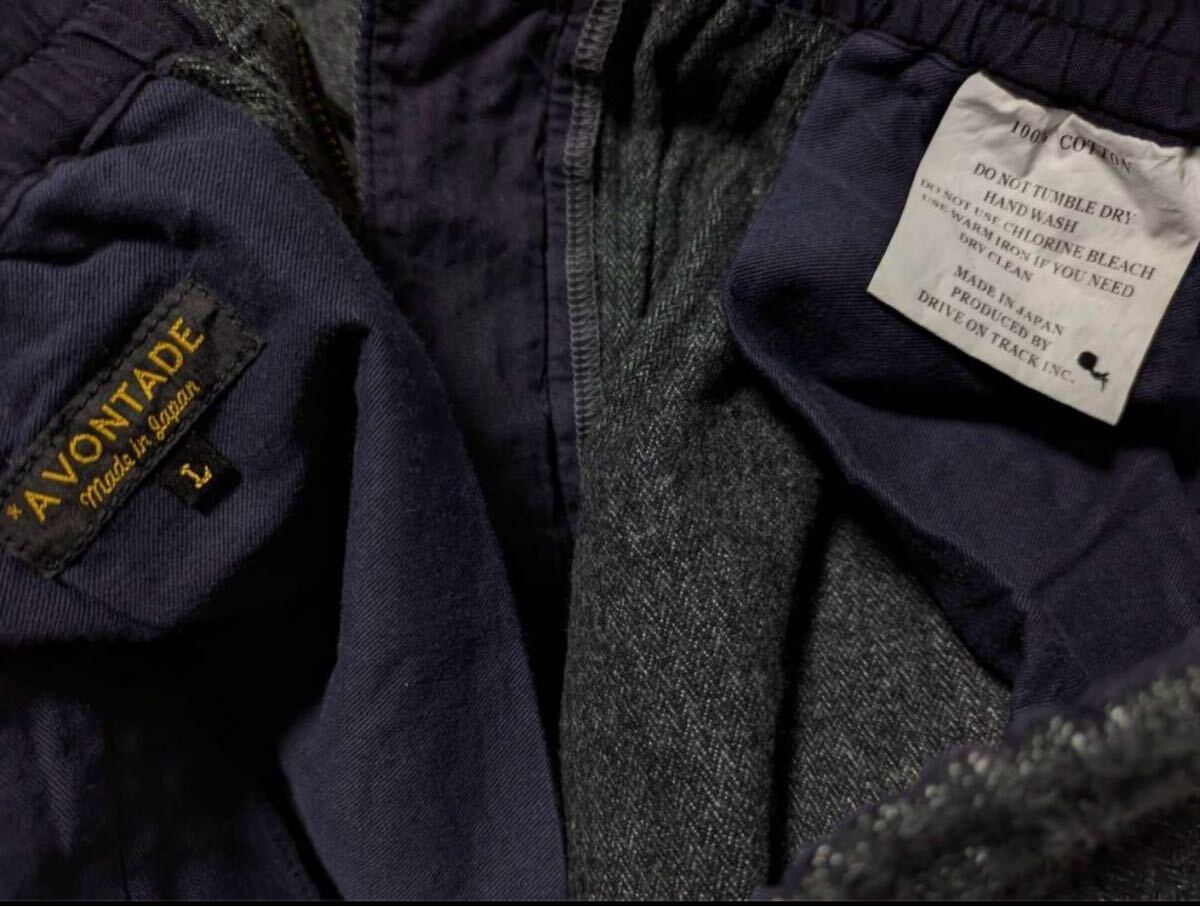 * A VONTADE
Made in Japan
L
100% COTTON
DO NOT TUMBLE DRY
HAND WASH
DO NOT USE CHLORINE BLEACH
USE WARM IRON IF YOU NEED
DRY CLEAN
MADE IN JAPAN
PRODUCED BY
DRIVE ON TRACK INC.